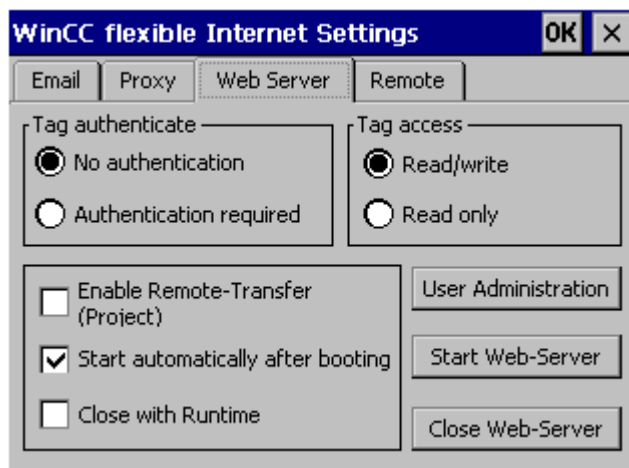 WinCC flexible Internet Settings OK ×
Email Proxy Web Server Remote
Tag authenticate
No authentication
Authentication required
Tag access
Read/write
Read only
Enable Remote-Transfer
(Project)
Start automatically after booting
Close with Runtime
User Administration
Start Web-Server
Close Web-Server